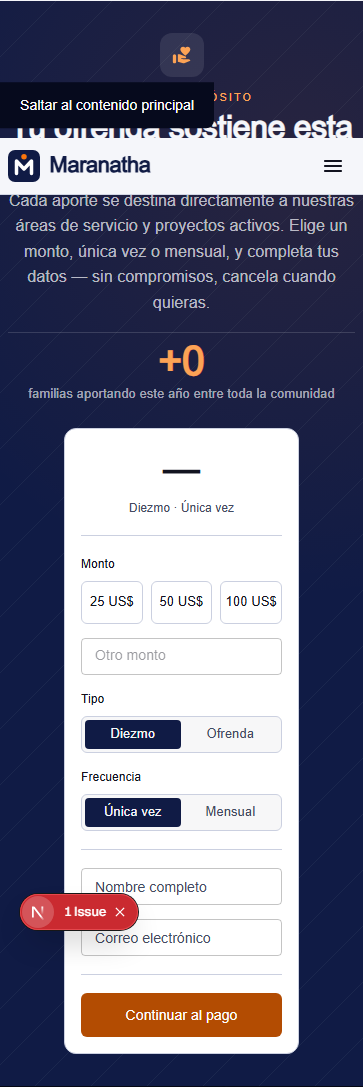 Saltar al contenido principal
SITO
Tu ofrenda sostiene esta
Maranatha
Cada aporte se destina directamente a nuestras
áreas de servicio y proyectos activos. Elige un
monto, única vez o mensual, y completa tus
datos — sin compromisos, cancela cuando
quieras.
+0
familias aportando este año entre toda la comunidad
—
Diezmo · Única vez
Monto
25 US$ 50 US$ 100 US$
Otro monto
Tipo
Diezmo Ofrenda
Frecuencia
Única vez Mensual
Nombre completo
N 1 Issue ×
Correo electrónico
Continuar al pago